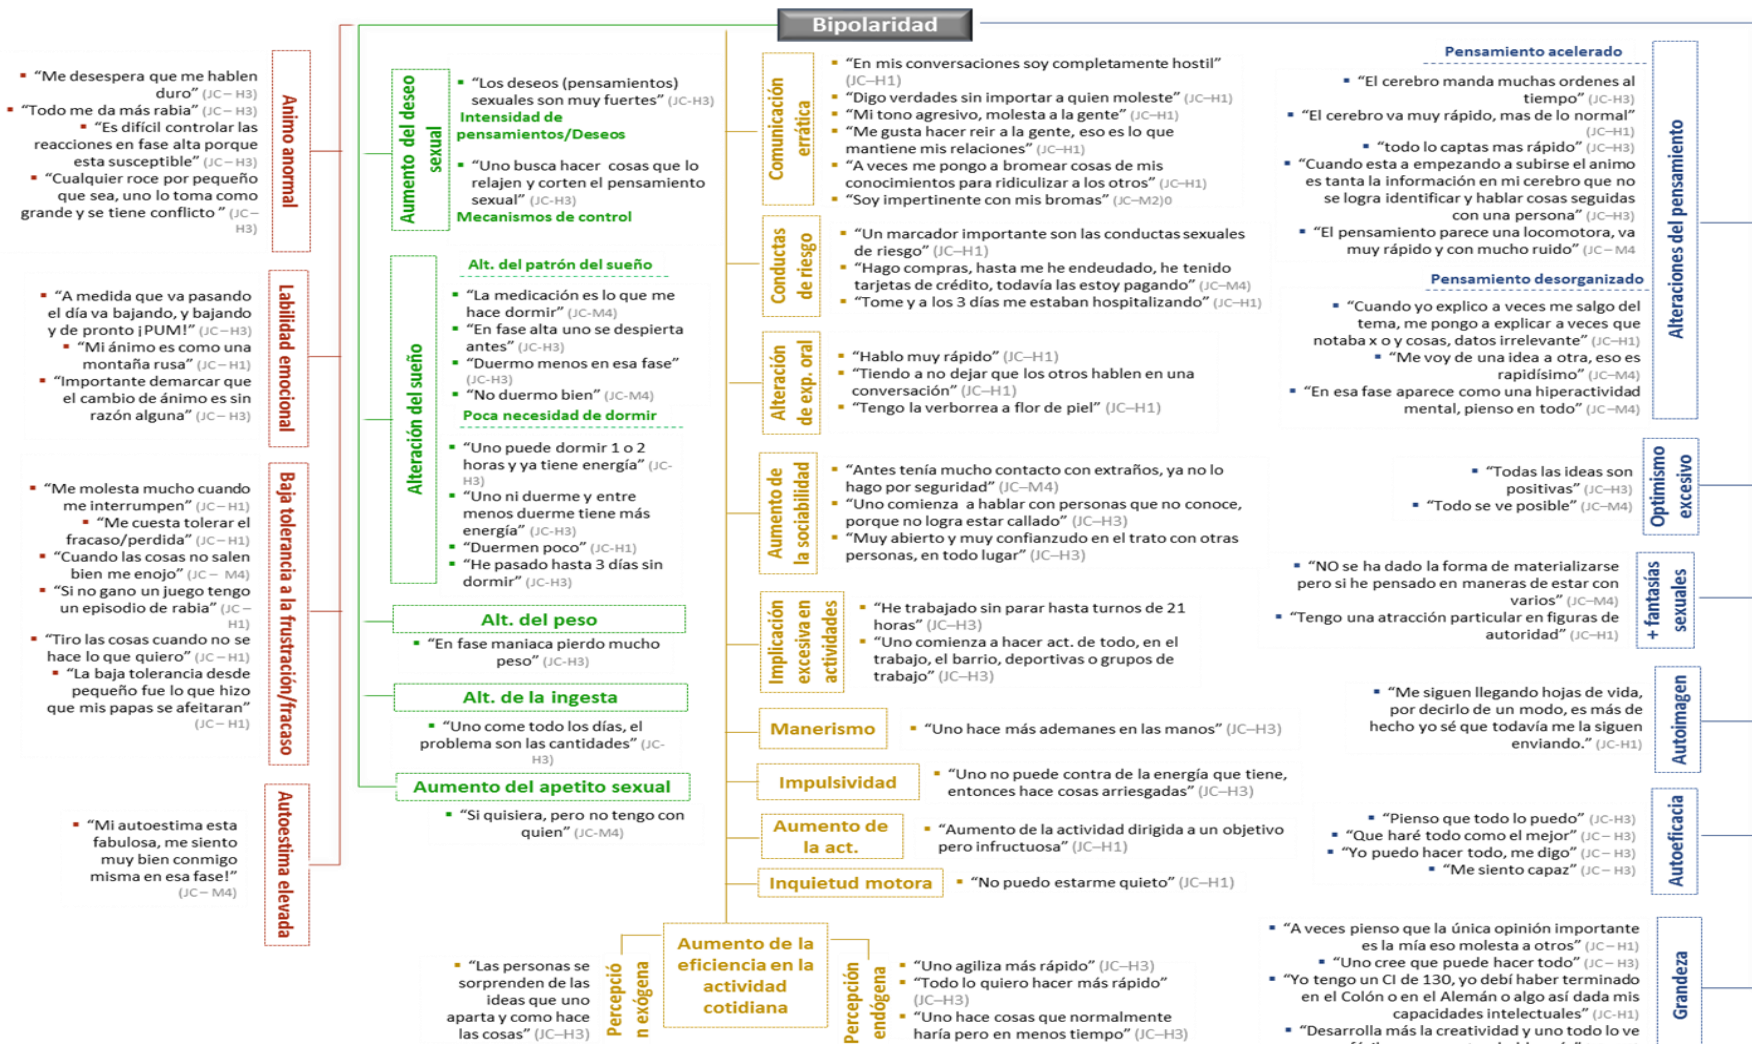 Bipolaridad
Animo anormal
▪ “Me desespera que me hablen
duro” (JC– H3)
▪ “Todo me da más rabia” (JC– H3)
▪ “Es difícil controlar las
reacciones en fase alta porque
esta susceptible” (JC– H3)
▪ “Cualquier roce por pequeño
que sea, uno lo toma como
grande y se tiene conflicto ” (JC–
H3)
Labilidad emocional
▪ “A medida que va pasando
el día va bajando, y bajando
y de pronto ¡PUM!” (JC–H3)
▪ “Mi ánimo es como una
montaña rusa” (JC–H1)
▪ “Importante demarcar que
el cambio de ánimo es sin
razón alguna” (JC– H3)
Baja tolerancia a la frustración/fracaso
▪ “Me molesta mucho cuando
me interrumpen” (JC–H1)
▪ “Me cuesta tolerar el
fracaso/perdida” (JC–H1)
▪ “Cuando las cosas no salen
bien me enojo” (JC– M4)
▪ “Si no gano un juego tengo
un episodio de rabia” (JC–
H1)
▪ “Tiro las cosas cuando no se
hace lo que quiero” (JC–H1)
▪ “La baja tolerancia desde
pequeño fue lo que hizo
que mis papas se afeitaran”
(JC–H1)
Autoestima elevada
▪ “Mi autoestima esta
fabulosa, me siento
muy bien conmigo
misma en esa fase!”
(JC–M4)
Aumento del deseo
sexual
▪ “Los deseos (pensamientos)
sexuales son muy fuertes” (JC-H3)
Intensidad de
pensamientos/Deseos
▪ “Uno busca hacer cosas que lo
relajen y corten el pensamiento
sexual” (JC-H3)
Mecanismos de control
Alteración del sueño
Alt. del patrón del sueño
▪ “La medicación es lo que me
hace dormir” (JC-M4)
▪ “En fase alta uno se despierta
antes” (JC-H3)
▪ “Duermo menos en esa fase”
(JC-H3)
▪ “No duermo bien” (JC-M4)
Poca necesidad de dormir
▪ “Uno puede dormir 1 o 2
horas y ya tiene energía” (JC-
H3)
▪ “Uno ni duerme y entre
menos duerme tiene más
energía” (JC-H3)
▪ “Duermen poco” (JC-H1)
▪ “He pasado hasta 3 días sin
dormir” (JC-H3)
Alt. del peso
▪ “En fase maniaca pierdo mucho
peso” (JC-H3)
Alt. de la ingesta
▪ “Uno come todo los días, el
problema son las cantidades” (JC-
H3)
Aumento del apetito sexual
▪ “Si quisiera, pero no tengo con
quien” (JC-M4)
Comunicación
errática
▪ “En mis conversaciones soy completamente hostil”
(JC–H1)
▪ “Digo verdades sin importar a quien moleste” (JC–H1)
▪ “Mi tono agresivo, molesta a la gente” (JC–H1)
▪ “Me gusta hacer reir a la gente, eso es lo que
mantiene mis relaciones” (JC–H1)
▪ “A veces me pongo a bromear cosas de mis
conocimientos para ridiculizar a los otros” (JC–H1)
▪ “Soy impertinente con mis bromas” (JC–M2)0
Conductas
de riesgo
▪ “Un marcador importante son las conductas sexuales
de riesgo” (JC–H1)
▪ “Hago compras, hasta me he endeudado, he tenido
tarjetas de crédito, todavía las estoy pagando” (JC–M4)
▪ “Tome y a los 3 días me estaban hospitalizando” (JC–H1)
Alteración
de exp. oral
▪ “Hablo muy rápido” (JC–H1)
▪ “Tiendo a no dejar que los otros hablen en una
conversación” (JC–H1)
▪ “Tengo la verborrea a flor de piel” (JC–H1)
Aumento de
la sociabilidad
▪ “Antes tenía mucho contacto con extraños, ya no lo
hago por seguridad” (JC–M4)
▪ “Uno comienza a hablar con personas que no conoce,
porque no logra estar callado” (JC–H3)
▪ “Muy abierto y muy confianzudo en el trato con otras
personas, en todo lugar” (JC–H3)
Implicación
excesiva en
actividades
▪ “He trabajado sin parar hasta turnos de 21
horas” (JC–H3)
▪ “Uno comienza a hacer act. de todo, en el
trabajo, el barrio, deportivas o grupos de
trabajo” (JC–H3)
Manerismo
▪ “Uno hace más ademanes en las manos” (JC–H3)
Impulsividad
▪ “Uno no puede contra de la energía que tiene,
entonces hace cosas arriesgadas” (JC–H3)
Aumento de
la act.
▪ “Aumento de la actividad dirigida a un objetivo
pero infructuosa” (JC–H1)
Inquietud motora
▪ “No puedo estarme quieto” (JC–H1)
Aumento de la
eficiencia en la
actividad
cotidiana
Percepció
n exógena
▪ “Las personas se
sorprenden de las
ideas que uno
aparta y como hace
las cosas” (JC–H3)
Percepción
endógena
▪ “Uno agiliza más rápido” (JC–H3)
▪ “Todo lo quiero hacer más rápido”
(JC–H3)
▪ “Uno hace cosas que normalmente
haría pero en menos tiempo” (JC–H3)
Alteraciones del pensamiento
Pensamiento acelerado
▪ “El cerebro manda muchas ordenes al
tiempo” (JC-H3)
▪ “El cerebro va muy rápido, mas de lo normal”
(JC–H1)
▪ “todo lo captas mas rápido” (JC–H3)
▪ “Cuando esta a empezando a subirse el animo
es tanta la información en mi cerebro que no
se logra identificar y hablar cosas seguidas
con una persona” (JC–H3)
▪ “El pensamiento parece una locomotora, va
muy rápido y con mucho ruido” (JC–M4
Pensamiento desorganizado
▪ “Cuando yo explico a veces me salgo del
tema, me pongo a explicar a veces que
notaba x o y cosas, datos irrelevante” (JC–H1)
▪ “Me voy de una idea a otra, eso es
rapidísimo” (JC–M4)
▪ “En esa fase aparece como una hiperactividad
mental, pienso en todo” (JC–M4)
Optimismo
excesivo
▪ “Todas las ideas son
positivas” (JC–H3)
▪ “Todo se ve posible” (JC–M4)
+ fantasías
sexuales
▪ “NO se ha dado la forma de materializarse
pero si he pensado en maneras de estar con
varios” (JC–M4)
▪ “Tengo una atracción particular en figuras de
autoridad” (JC–H1)
Autoimagen
▪ “Me siguen llegando hojas de vida,
por decirlo de un modo, es más de
hecho yo sé que todavía me la siguen
enviando.” (JC-H1)
Autoeficacia
▪ “Pienso que todo lo puedo” (JC-H3)
▪ “Que haré todo como el mejor” (JC–H3)
▪ “Yo puedo hacer todo, me digo” (JC–H3)
▪ “Me siento capaz” (JC–H3)
Grandeza
▪ “A veces pienso que la única opinión importante
es la mía eso molesta a otros” (JC–H1)
▪ “Uno cree que puede hacer todo” (JC–H3)
▪ “Yo tengo un CI de 130, yo debí haber terminado
en el Colón o en el Alemán o algo así dada mis
capacidades intelectuales” (JC-H1)
▪ “Desarrolla más la creatividad y uno todo lo ve